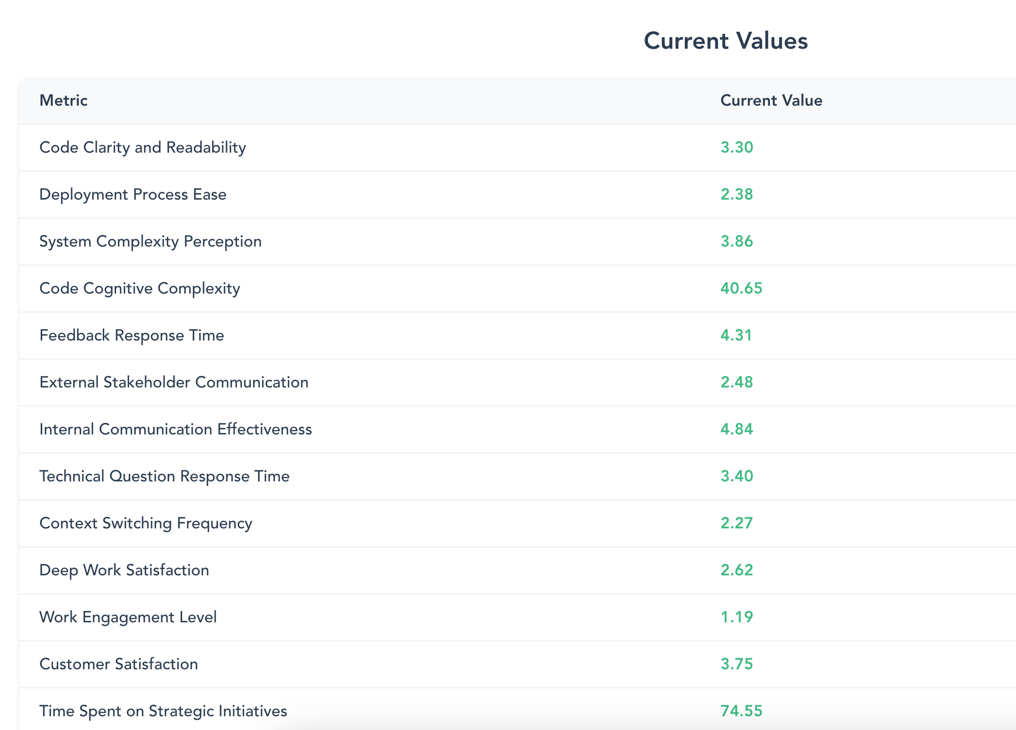 Current Values
Metric Current Value
Code Clarity and Readability 3.30
Deployment Process Ease 2.38
System Complexity Perception 3.86
Code Cognitive Complexity 40.65
Feedback Response Time 4.31
External Stakeholder Communication 2.48
Internal Communication Effectiveness 4.84
Technical Question Response Time 3.40
Context Switching Frequency 2.27
Deep Work Satisfaction 2.62
Work Engagement Level 1.19
Customer Satisfaction 3.75
Time Spent on Strategic Initiatives 74.55